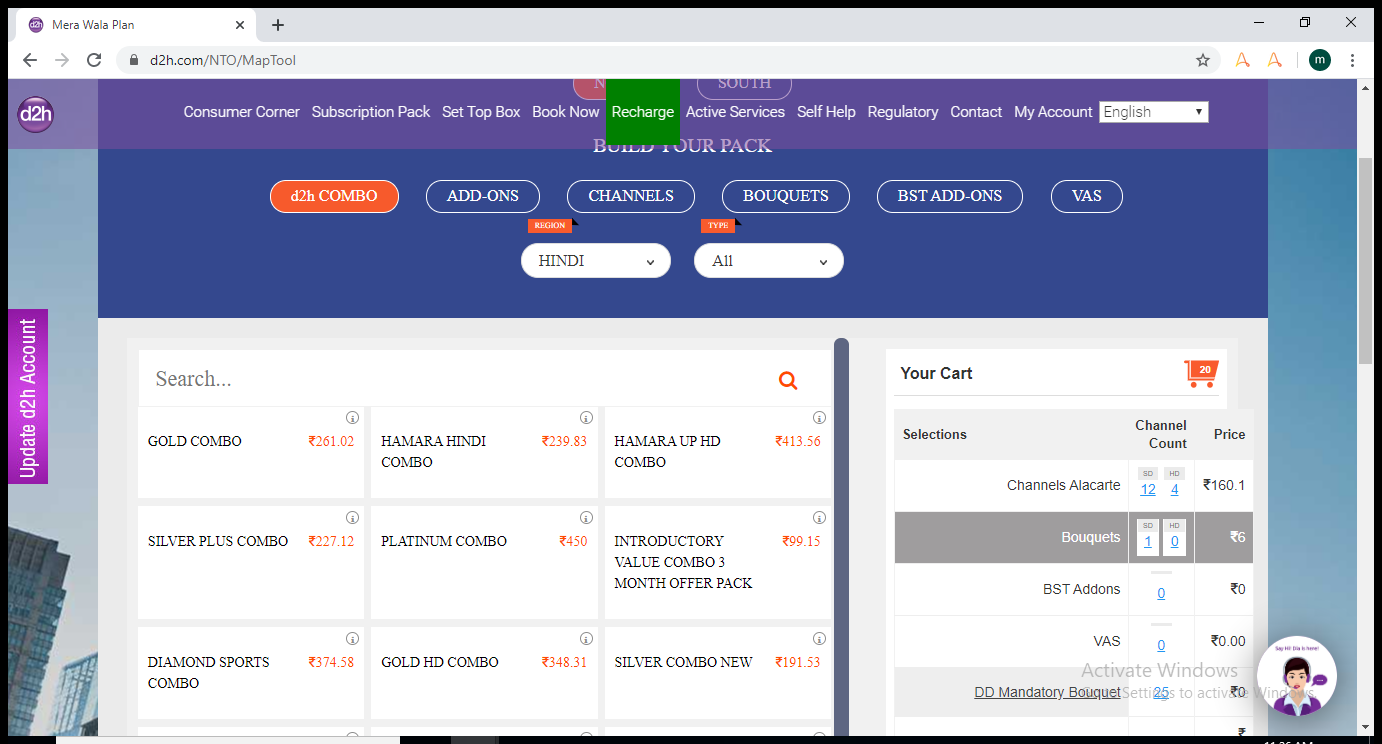 d2h Mera Wala Plan
d2h.com/NTO/MapTool
m
SOUTH
d2h
Consumer Corner Subscription Pack Set Top Box Book Now Recharge Active Services Self Help Regulatory Contact My Account English
BUILD YOUR PACK
d2h COMBO ADD-ONS CHANNELS BOUQUETS BST ADD-ONS VAS
REGION TYPE
HINDI All
Update d2h Account
Search...
GOLD COMBO ₹261.02
HAMARA HINDI COMBO ₹239.83
HAMARA UP HD COMBO ₹413.56
SILVER PLUS COMBO ₹227.12
PLATINUM COMBO ₹450
INTRODUCTORY VALUE COMBO 3 MONTH OFFER PACK ₹99.15
DIAMOND SPORTS COMBO ₹374.58
GOLD HD COMBO ₹348.31
SILVER COMBO NEW ₹191.53
Your Cart 20
Selections Channel Count Price
SD HD
Channels Alacarte 12 4 ₹160.1
SD HD
Bouquets 1 0 ₹6
BST Addons 0 ₹0
VAS 0 ₹0.00
DD Mandatory Bouquet 25 ₹0
₹
Say Hi! Dia is here!
Activate Windows
Go to Settings to activate Windows.